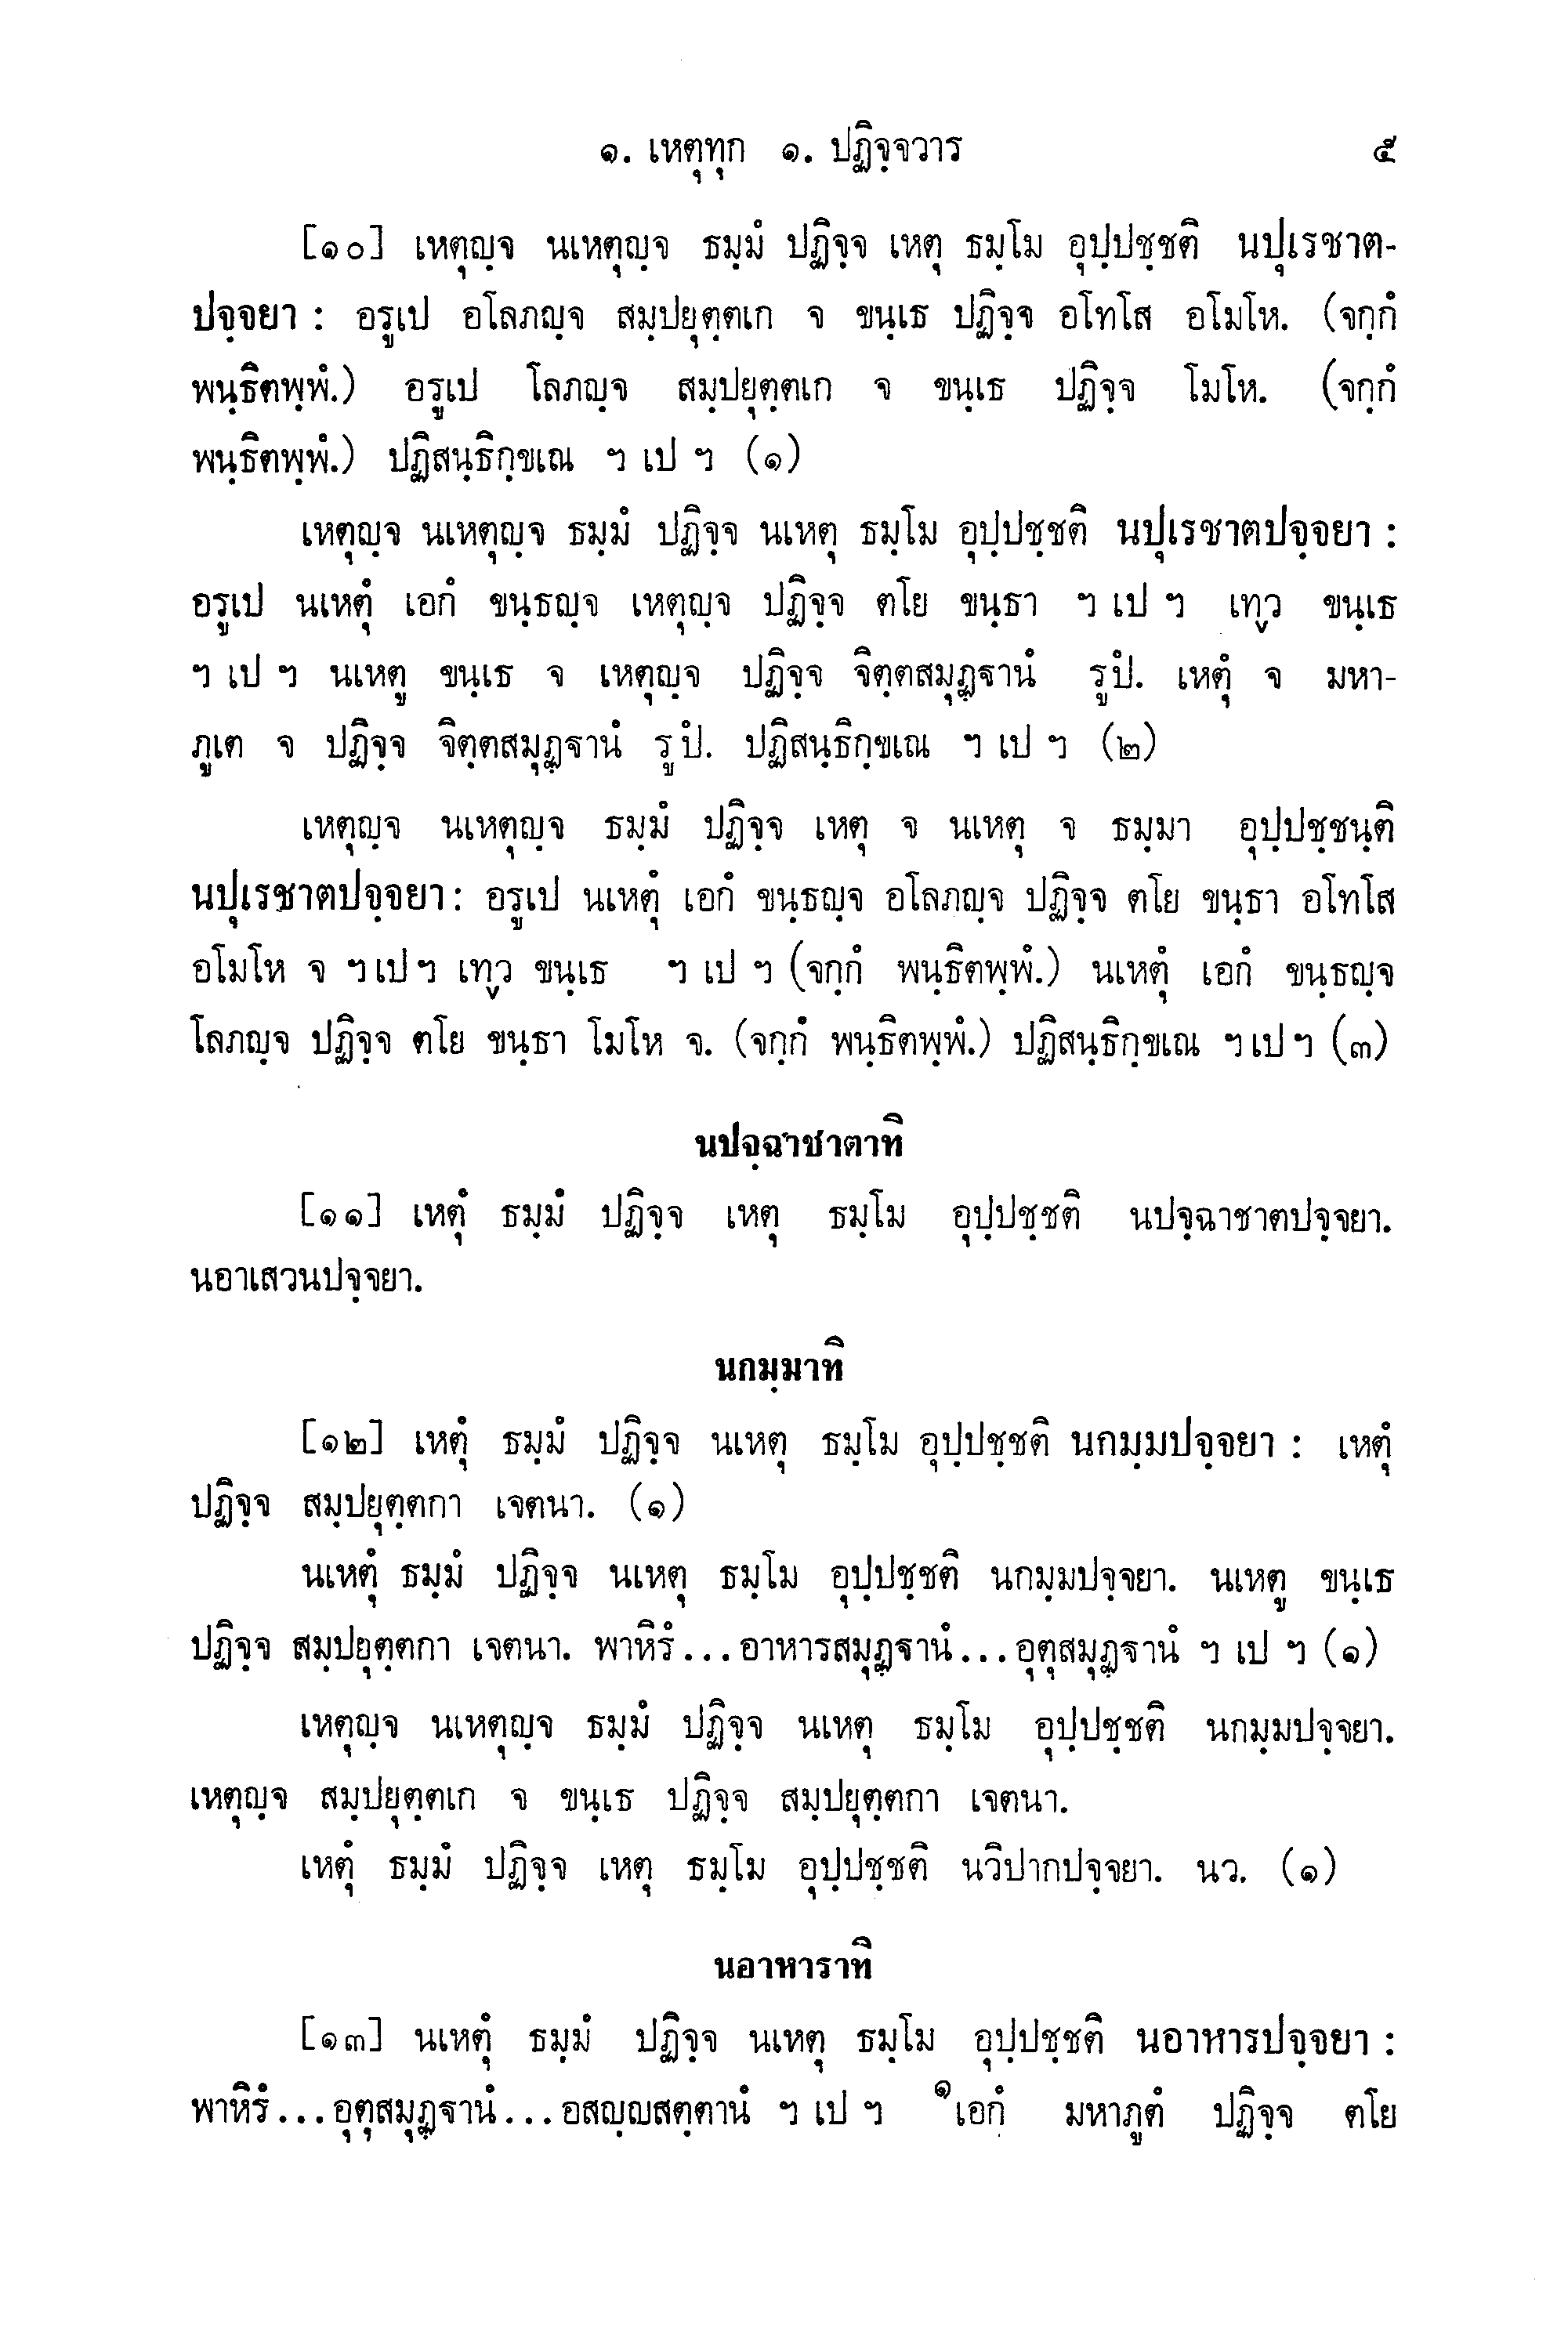 ๑. เหตุทุก ๑. ปฏิจฺจวาร ๕
[๑๐] เหตุญฺจ นเหตุญฺจ ธมฺมํ ปฏิจฺจ เหตุ ธมฺโม อุปฺปชฺชติ นปุเรชาต-
ปจฺจยา : อรูเป อโลภญฺจ สมฺปยุตฺตเก จ ขนฺเธ ปฏิจฺจ อโทโส อโมโห. (จกฺกํ
พนฺธิตพฺพํ.) อรูเป โลภญฺจ สมฺปยุตฺตเก จ ขนฺเธ ปฏิจฺจ โมโห. (จกฺกํ
พนฺธิตพฺพํ.) ปฏิสนฺธิกฺขเณ ฯ เป ฯ (๑)
เหตุญฺจ นเหตุญฺจ ธมฺมํ ปฏิจฺจ นเหตุ ธมฺโม อุปฺปชฺชติ นปุเรชาตปจฺจยา :
อรูเป นเหตุํ เอกํ ขนฺธญฺจ เหตุญฺจ ปฏิจฺจ ตโย ขนฺธา ฯ เป ฯ เทฺว ขนฺเธ
ฯ เป ฯ นเหตู ขนฺเธ จ เหตุญฺจ ปฏิจฺจ จิตฺตสมุฏฺฐานํ รูปํ. เหตุํ จ มหา-
ภูเต จ ปฏิจฺจ จิตฺตสมุฏฺฐานํ รูปํ. ปฏิสนฺธิกฺขเณ ฯ เป ฯ (๒)
เหตุญฺจ นเหตุญฺจ ธมฺมํ ปฏิจฺจ เหตุ จ นเหตุ จ ธมฺมา อุปฺปชฺชนฺติ
นปุเรชาตปจฺจยา : อรูเป นเหตุํ เอกํ ขนฺธญฺจ อโลภญฺจ ปฏิจฺจ ตโย ขนฺธา อโทโส
อโมโห จ ฯ เป ฯ เทฺว ขนฺเธ ฯ เป ฯ (จกฺกํ พนฺธิตพฺพํ.) นเหตุํ เอกํ ขนฺธญฺจ
โลภญฺจ ปฏิจฺจ ตโย ขนฺธา โมโห จ. (จกฺกํ พนฺธิตพฺพํ.) ปฏิสนฺธิกฺขเณ ฯ เป ฯ (๓)
นปจฺฉาชาตาทิ
[๑๑] เหตุํ ธมฺมํ ปฏิจฺจ เหตุ ธมฺโม อุปฺปชฺชติ นปจฺฉาชาตปจฺจยา.
นอาเสวนปจฺจยา.
นกมฺมาทิ
[๑๒] เหตุํ ธมฺมํ ปฏิจฺจ นเหตุ ธมฺโม อุปฺปชฺชติ นกมฺมปจฺจยา : เหตุํ
ปฏิจฺจ สมฺปยุตฺตกา เจตนา. (๑)
นเหตุํ ธมฺมํ ปฏิจฺจ นเหตุ ธมฺโม อุปฺปชฺชติ นกมฺมปจฺจยา. นเหตู ขนฺเธ
ปฏิจฺจ สมฺปยุตฺตกา เจตนา. พาหิรํ...อาหารสมุฏฺฐานํ...อุตุสมุฏฺฐานํ ฯ เป ฯ (๑)
เหตุญฺจ นเหตุญฺจ ธมฺมํ ปฏิจฺจ นเหตุ ธมฺโม อุปฺปชฺชติ นกมฺมปจฺจยา.
เหตุญฺจ สมฺปยุตฺตเก จ ขนฺเธ ปฏิจฺจ สมฺปยุตฺตกา เจตนา.
เหตุํ ธมฺมํ ปฏิจฺจ เหตุ ธมฺโม อุปฺปชฺชติ นวิปากปจฺจยา. นว. (๑)
นอาหาราทิ
[๑๓] นเหตุํ ธมฺมํ ปฏิจฺจ นเหตุ ธมฺโม อุปฺปชฺชติ นอาหารปจฺจยา :
พาหิรํ...อุตุสมุฏฺฐานํ...อสญฺญสตฺตานํ ฯ เป ฯ ๑เอกํ มหาภูตํ ปฏิจฺจ ตโย